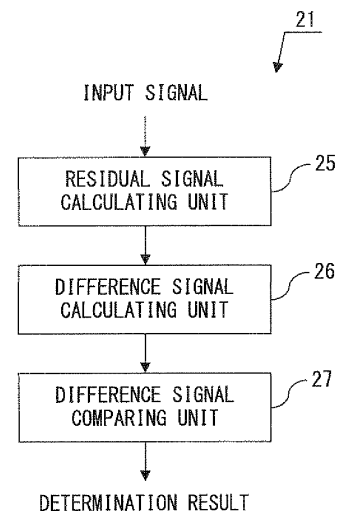 21
INPUT SIGNAL
RESIDUAL SIGNAL
CALCULATING UNIT
25
DIFFERENCE SIGNAL
CALCULATING UNIT
26
DIFFERENCE SIGNAL
COMPARING UNIT
27
DETERMINATION RESULT